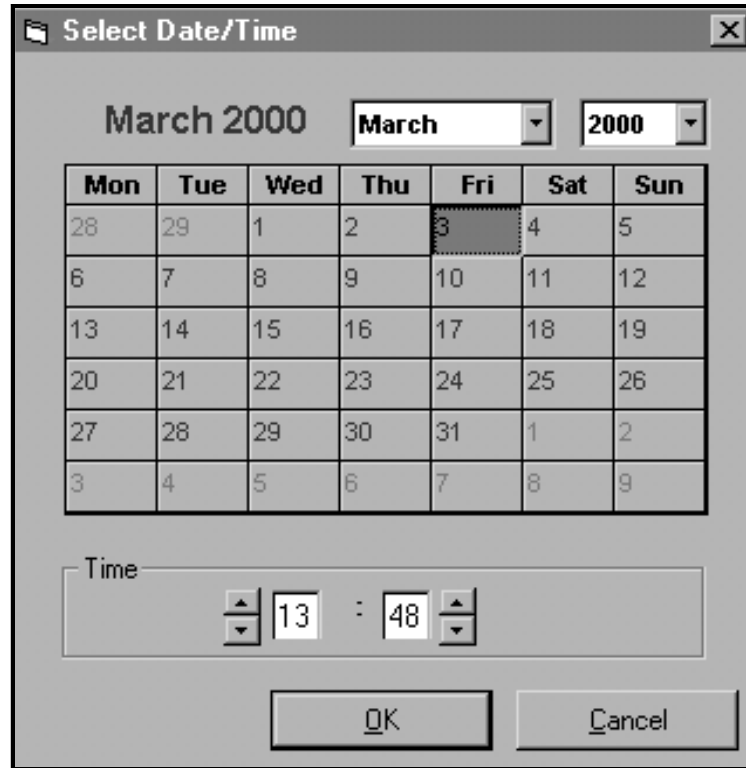 Select Date/Time
March 2000 March 2000
Mon Tue Wed Thu Fri Sat Sun
28 29 1 2 3 4 5
6 7 8 9 10 11 12
13 14 15 16 17 18 19
20 21 22 23 24 25 26
27 28 29 30 31 1 2
3 4 5 6 7 8 9
Time
13 : 48
OK Cancel